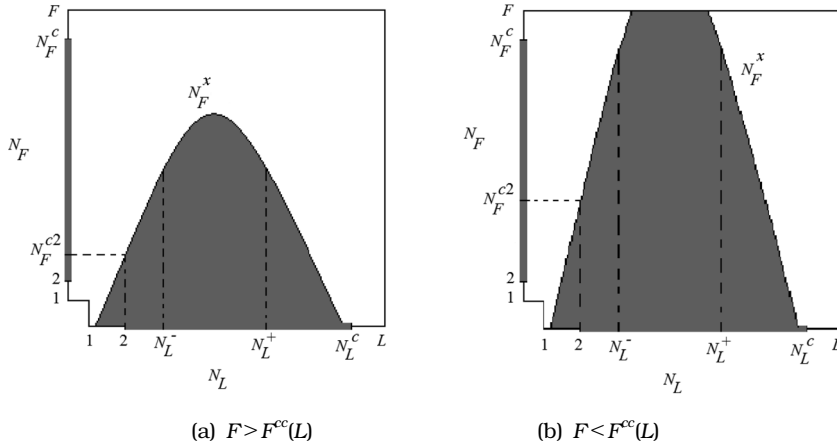 F
N_F^c
N_F^x
N_F
N_F^{c2}
2
1
1 2 N_L^- N_L^+ N_L^c L
N_L
(a) F > F^{cc}(L)
F
N_F^c
N_F^x
N_F
N_F^{c2}
2
1
1 2 N_L^- N_L^+ N_L^c L
N_L
(b) F < F^{cc}(L)